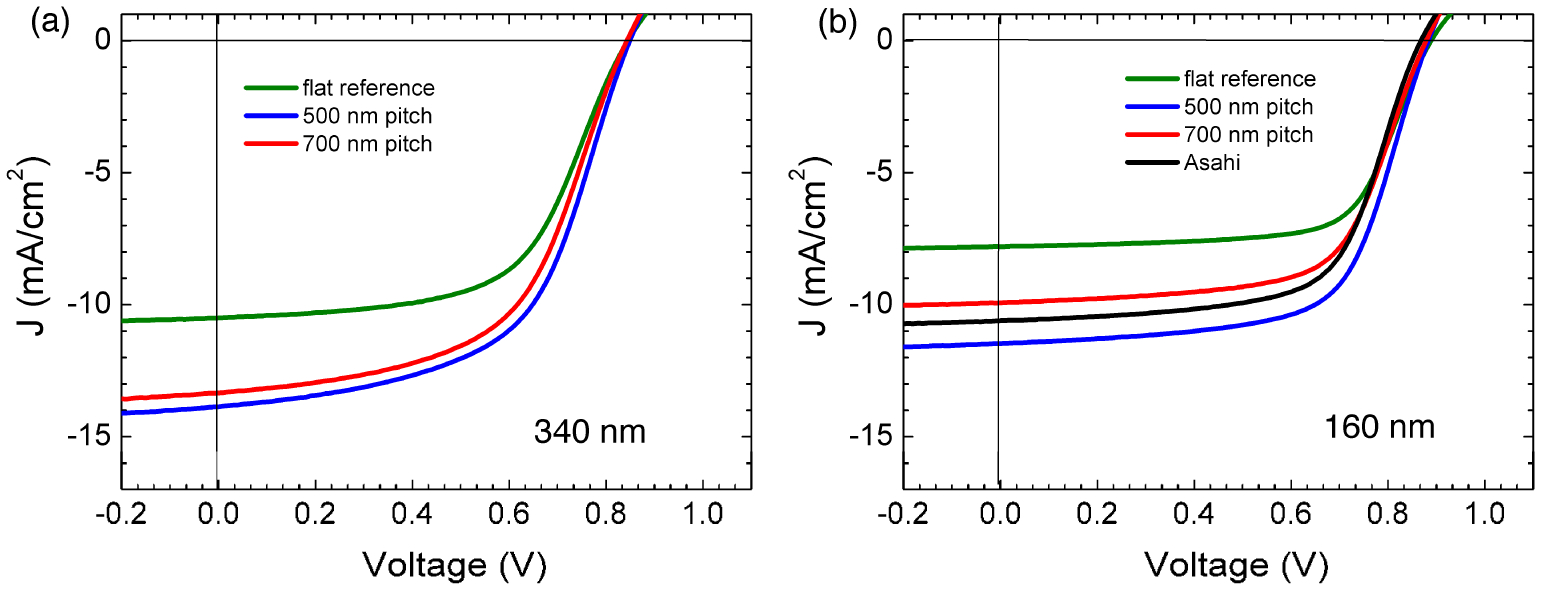 (a)
0
-5
-10
-15
J (mA/cm²)
flat reference
500 nm pitch
700 nm pitch
340 nm
-0.2 0.0 0.2 0.4 0.6 0.8 1.0
Voltage (V)
(b)
0
-5
-10
-15
J (mA/cm²)
flat reference
500 nm pitch
700 nm pitch
Asahi
160 nm
-0.2 0.0 0.2 0.4 0.6 0.8 1.0
Voltage (V)